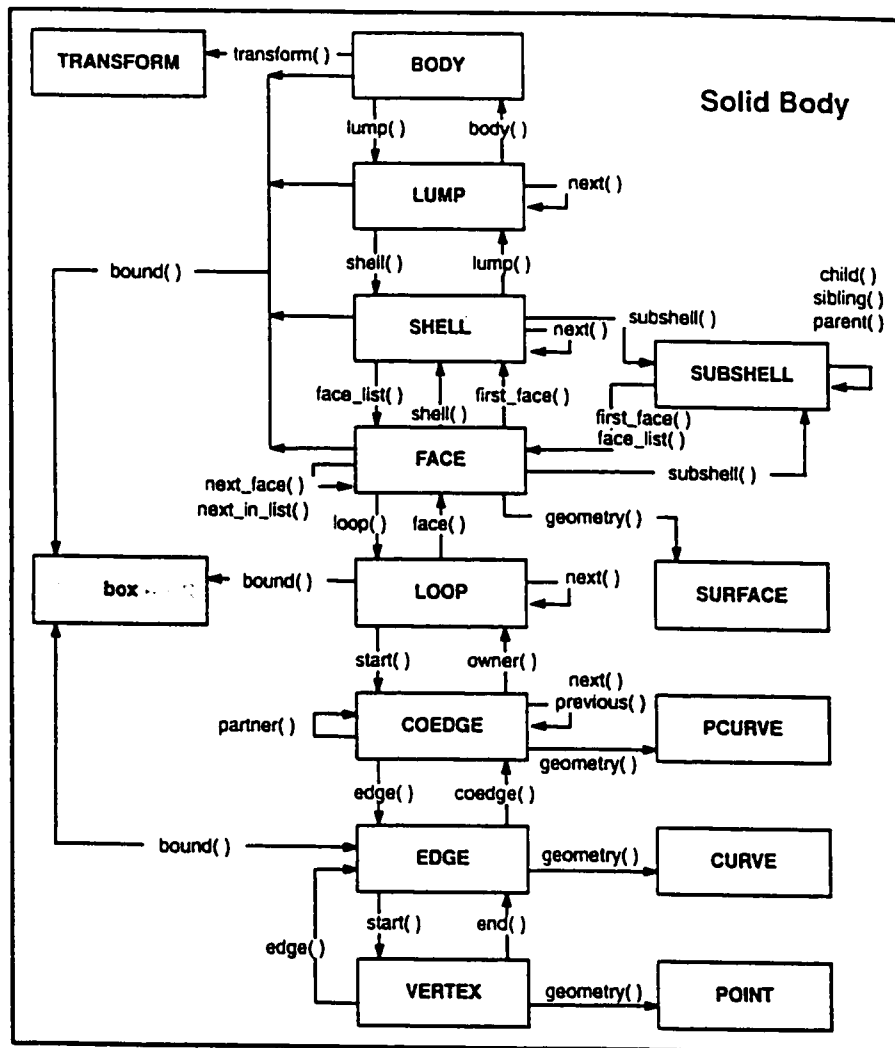 TRANSFORM
transform( )
BODY
Solid Body
lump( )
body( )
LUMP
next( )
bound( )
shell( )
lump( )
child( )
sibling( )
parent( )
SHELL
next( )
subshell( )
SUBSHELL
face_list( )
shell( )
first_face( )
first_face( )
face_list( )
FACE
subshell( )
next_face( )
next_in_list( )
loop( )
face( )
geometry( )
box
bound( )
LOOP
next( )
SURFACE
start( )
owner( )
next( )
previous( )
partner( )
COEDGE
PCURVE
geometry( )
edge( )
coedge( )
bound( )
EDGE
geometry( )
CURVE
start( )
end( )
edge( )
VERTEX
geometry( )
POINT